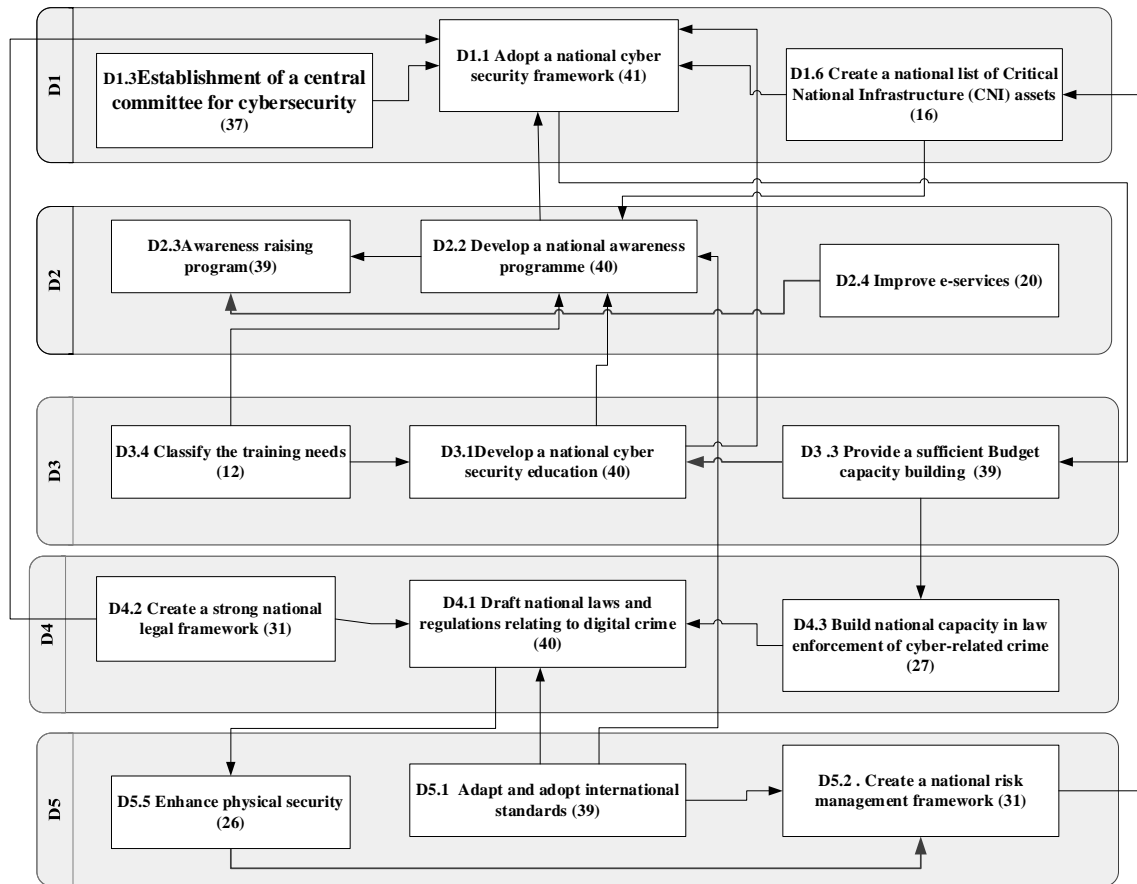 D1
D1.3Establishment of a central
committee for cybersecurity
(37)
D1.1 Adopt a national cyber
security framework (41)
D1.6 Create a national list of Critical
National Infrastructure (CNI) assets
(16)
D2
D2.3Awareness raising
program(39)
D2.2 Develop a national awareness
programme (40)
D2.4 Improve e-services (20)
D3
D3.4 Classify the training needs
(12)
D3.1Develop a national cyber
security education (40)
D3 .3 Provide a sufficient Budget
capacity building (39)
D4
D4.2 Create a strong national
legal framework (31)
D4.1 Draft national laws and
regulations relating to digital crime
(40)
D4.3 Build national capacity in law
enforcement of cyber-related crime
(27)
D5
D5.5 Enhance physical security
(26)
D5.1 Adapt and adopt international
standards (39)
D5.2 . Create a national risk
management framework (31)